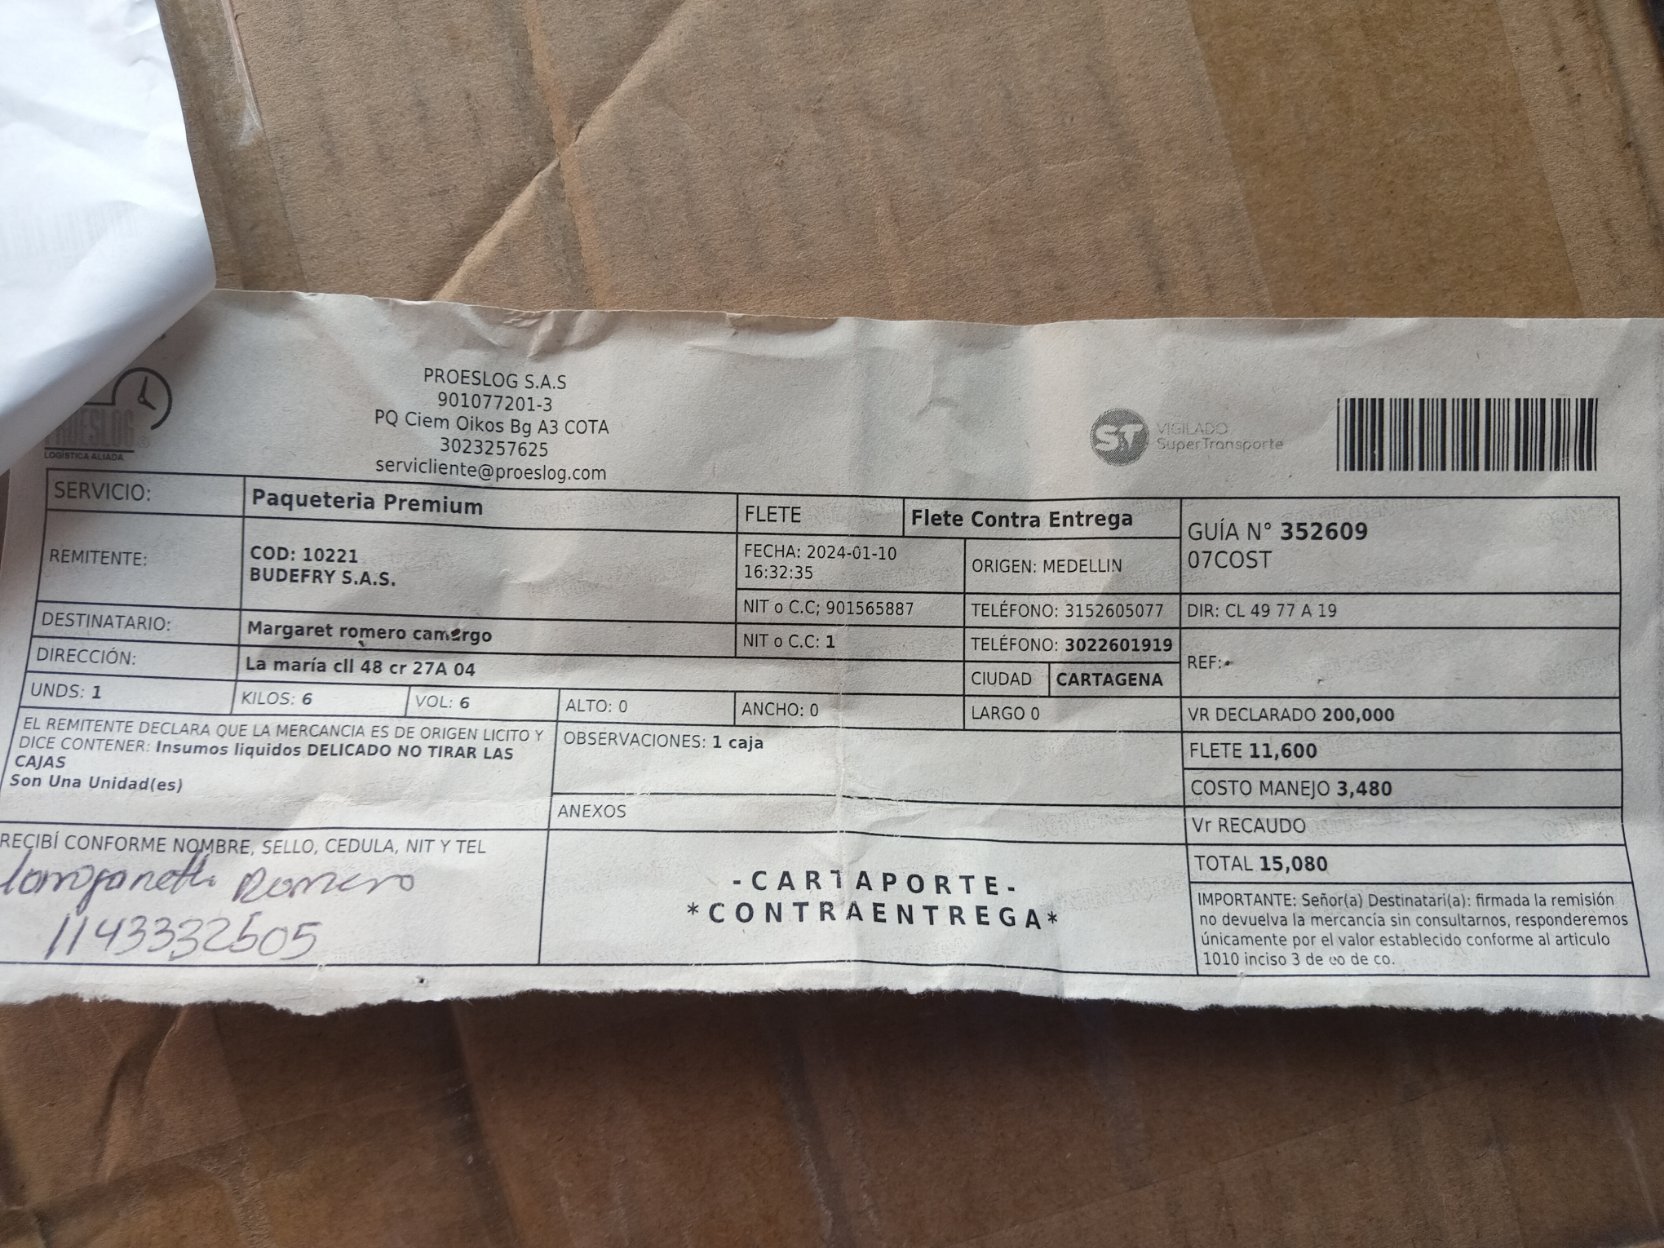 PROESLOG S.A.S
901077201-3
PQ Ciem Oikos Bg A3 COTA
3023257625
servicliente@proeslog.com
PROESLOG
LOGÍSTICA ALIADA
ST VIGILADO
SuperTransporte
SERVICIO: Paqueteria Premium
FLETE Flete Contra Entrega
GUÍA N° 352609
07COST
REMITENTE: COD: 10221
BUDEFRY S.A.S.
FECHA: 2024-01-10
16:32:35
ORIGEN: MEDELLIN
NIT o C.C; 901565887
TELÉFONO: 3152605077
DIR: CL 49 77 A 19
DESTINATARIO: Margaret romero camargo
NIT o C.C: 1
TELÉFONO: 3022601919
REF:
DIRECCIÓN: La maría cll 48 cr 27A 04
CIUDAD CARTAGENA
UNDS: 1
KILOS: 6
VOL: 6
ALTO: 0
ANCHO: 0
LARGO 0
VR DECLARADO 200,000
EL REMITENTE DECLARA QUE LA MERCANCIA ES DE ORIGEN LICITO Y
DICE CONTENER: Insumos liquidos DELICADO NO TIRAR LAS
CAJAS
Son Una Unidad(es)
OBSERVACIONES: 1 caja
ANEXOS
FLETE 11,600
COSTO MANEJO 3,480
Vr RECAUDO
TOTAL 15,080
RECIBÍ CONFORME NOMBRE, SELLO, CEDULA, NIT Y TEL
Romero
1143332505
-CARTAPORTE-
*CONTRAENTREGA*
IMPORTANTE: Señor(a) Destinatari(a): firmada la remisión
no devuelva la mercancía sin consultarnos, responderemos
únicamente por el valor establecido conforme al articulo
1010 inciso 3 de co de co.